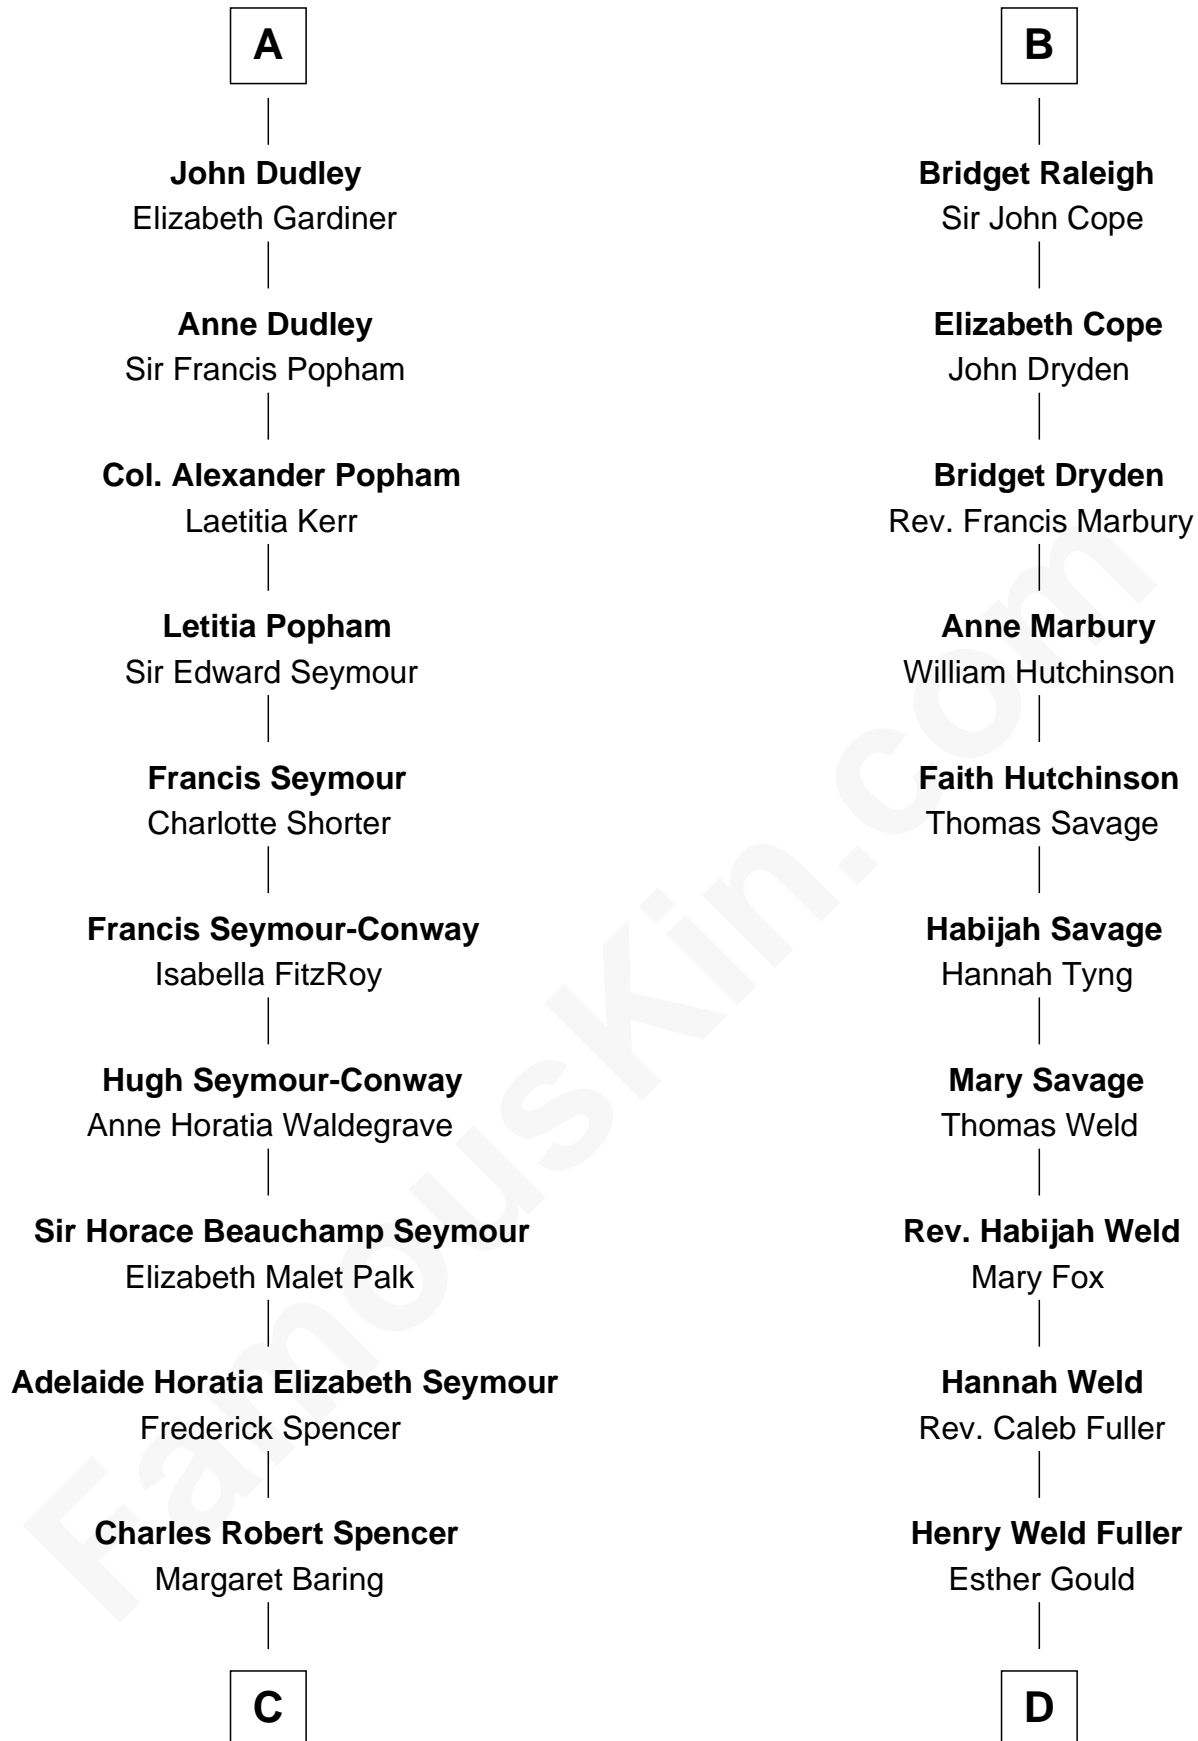 A
John Dudley
Elizabeth Gardiner
Anne Dudley
Sir Francis Popham
Col. Alexander Popham
Laetitia Kerr
Letitia Popham
Sir Edward Seymour
Francis Seymour
Charlotte Shorter
Francis Seymour-Conway
Isabella FitzRoy
Hugh Seymour-Conway
Anne Horatia Waldegrave
Sir Horace Beauchamp Seymour
Elizabeth Malet Palk
Adelaide Horatia Elizabeth Seymour
Frederick Spencer
Charles Robert Spencer
Margaret Baring
C
B
Bridget Raleigh
Sir John Cope
Elizabeth Cope
John Dryden
Bridget Dryden
Rev. Francis Marbury
Anne Marbury
William Hutchinson
Faith Hutchinson
Thomas Savage
Habijah Savage
Hannah Tyng
Mary Savage
Thomas Weld
Rev. Habijah Weld
Mary Fox
Hannah Weld
Rev. Caleb Fuller
Henry Weld Fuller
Esther Gould
D
FamousKin.com